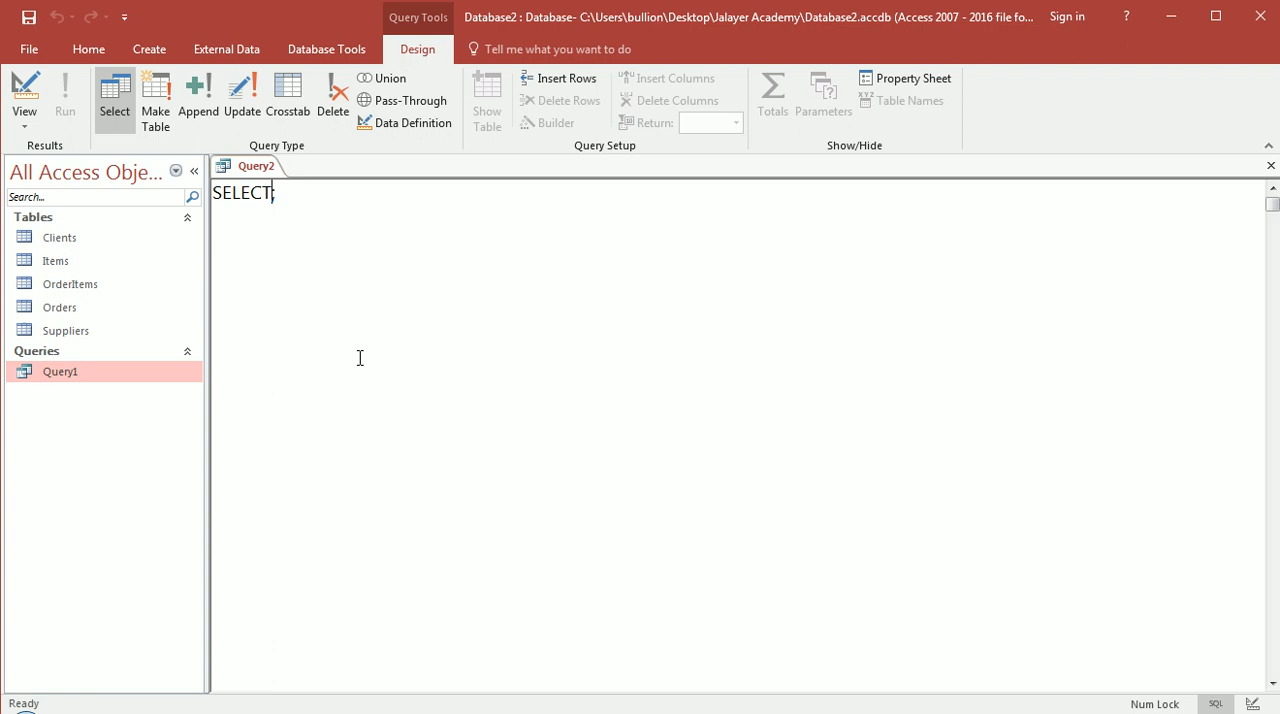 Query Tools
Database2 : Database- C:\Users\bullion\Desktop\Jalayer Academy\Database2.accdb (Access 2007 - 2016 file fo...
Sign in
?
File
Home
Create
External Data
Database Tools
Design
Tell me what you want to do
View
Run
Select
Make Table
Append
Update
Crosstab
Delete
Union
Pass-Through
Data Definition
Show Table
Insert Rows
Delete Rows
Builder
Insert Columns
Delete Columns
Return:
Totals
Parameters
Property Sheet
Table Names
Results
Query Type
Query Setup
Show/Hide
All Access Obje...
Search...
Tables
Clients
Items
OrderItems
Orders
Suppliers
Queries
Query1
Query2
SELECT;
Ready
Num Lock
SQL